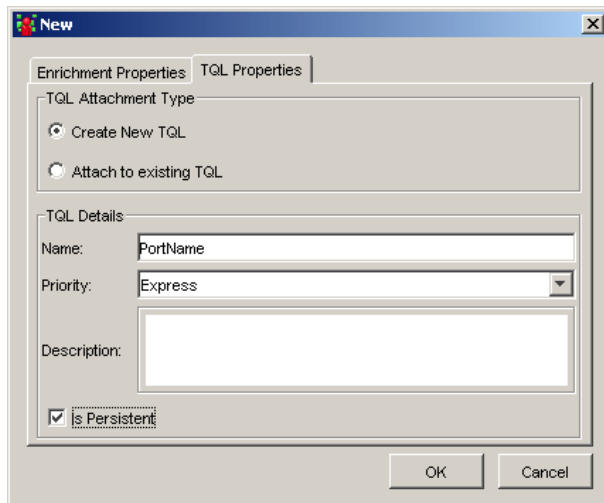 New
Enrichment Properties TQL Properties
TQL Attachment Type
Create New TQL
Attach to existing TQL
TQL Details
Name: PortName
Priority: Express
Description:
Is Persistent
OK Cancel